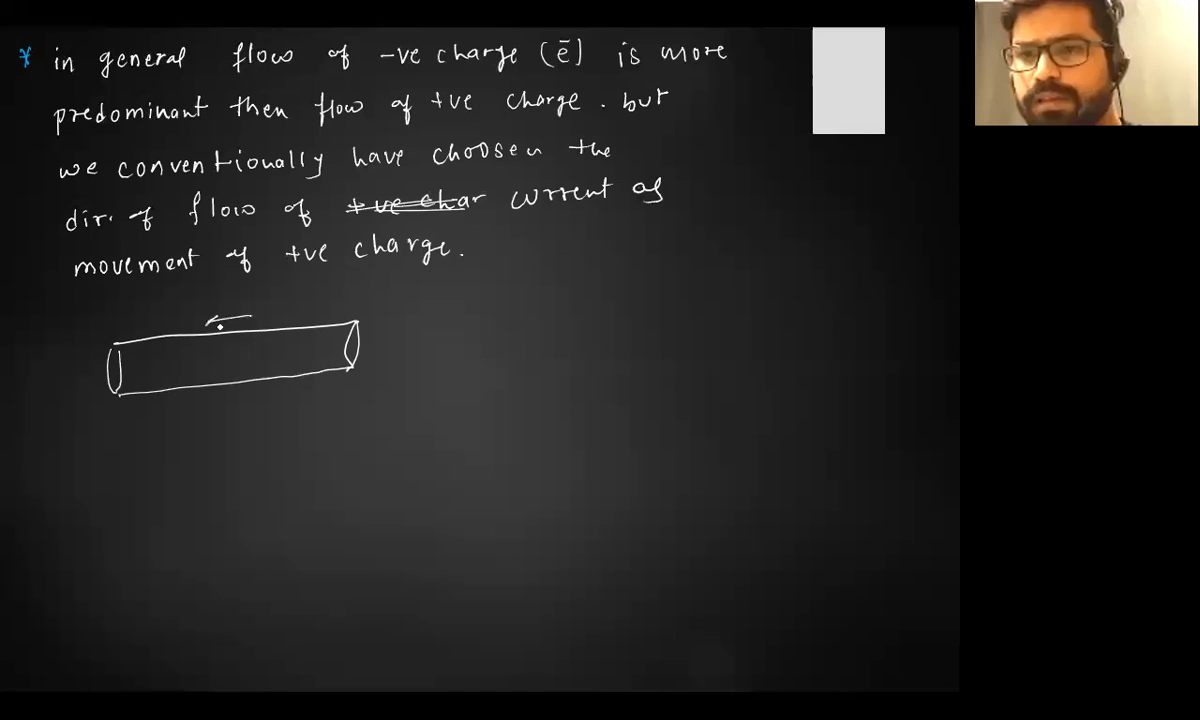 * in general flow of -ve charge (ē) is more
predominant then flow of +ve charge. but
we conventionally have choosen the
dir. of flow of +ve char current as
movement of +ve charge.